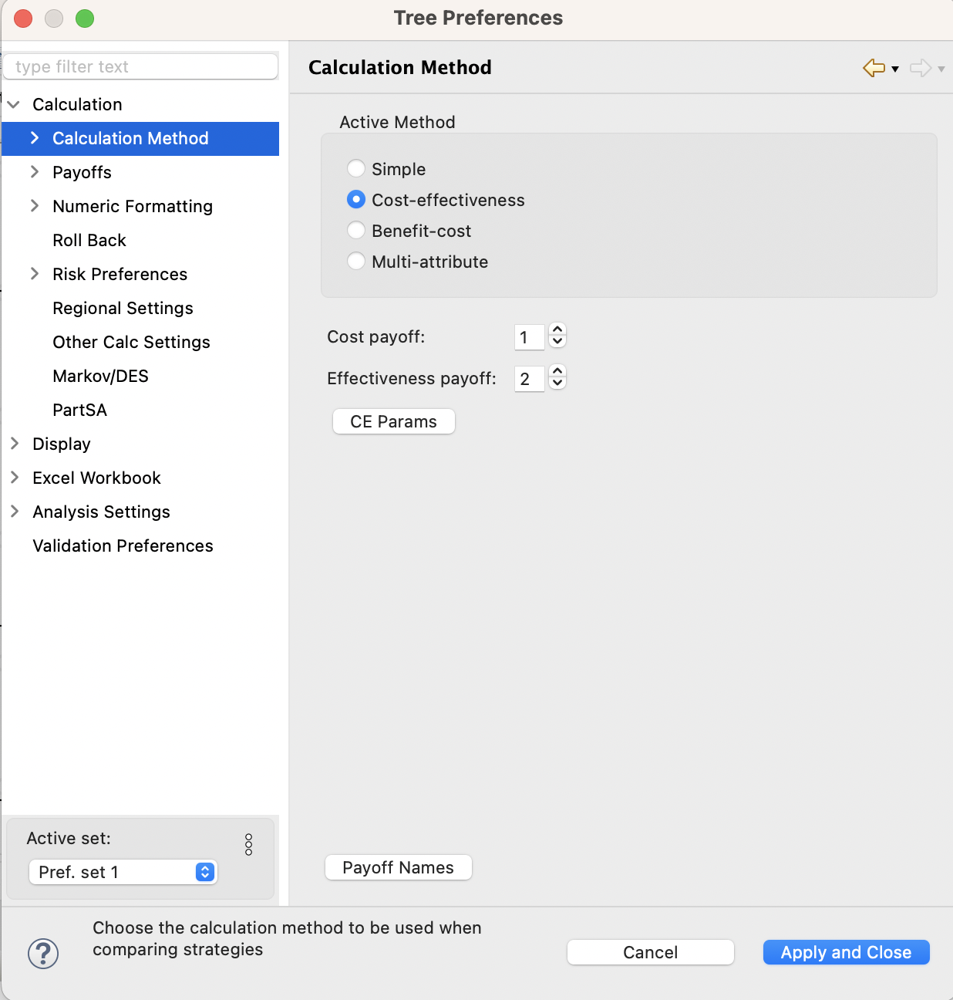 Tree Preferences
type filter text
Calculation
Calculation Method
Payoffs
Numeric Formatting
Roll Back
Risk Preferences
Regional Settings
Other Calc Settings
Markov/DES
PartSA
Display
Excel Workbook
Analysis Settings
Validation Preferences
Active set:
Pref. set 1
Calculation Method
Active Method
Simple
Cost-effectiveness
Benefit-cost
Multi-attribute
Cost payoff: 1
Effectiveness payoff: 2
CE Params
Payoff Names
?
Choose the calculation method to be used when
comparing strategies
Cancel
Apply and Close